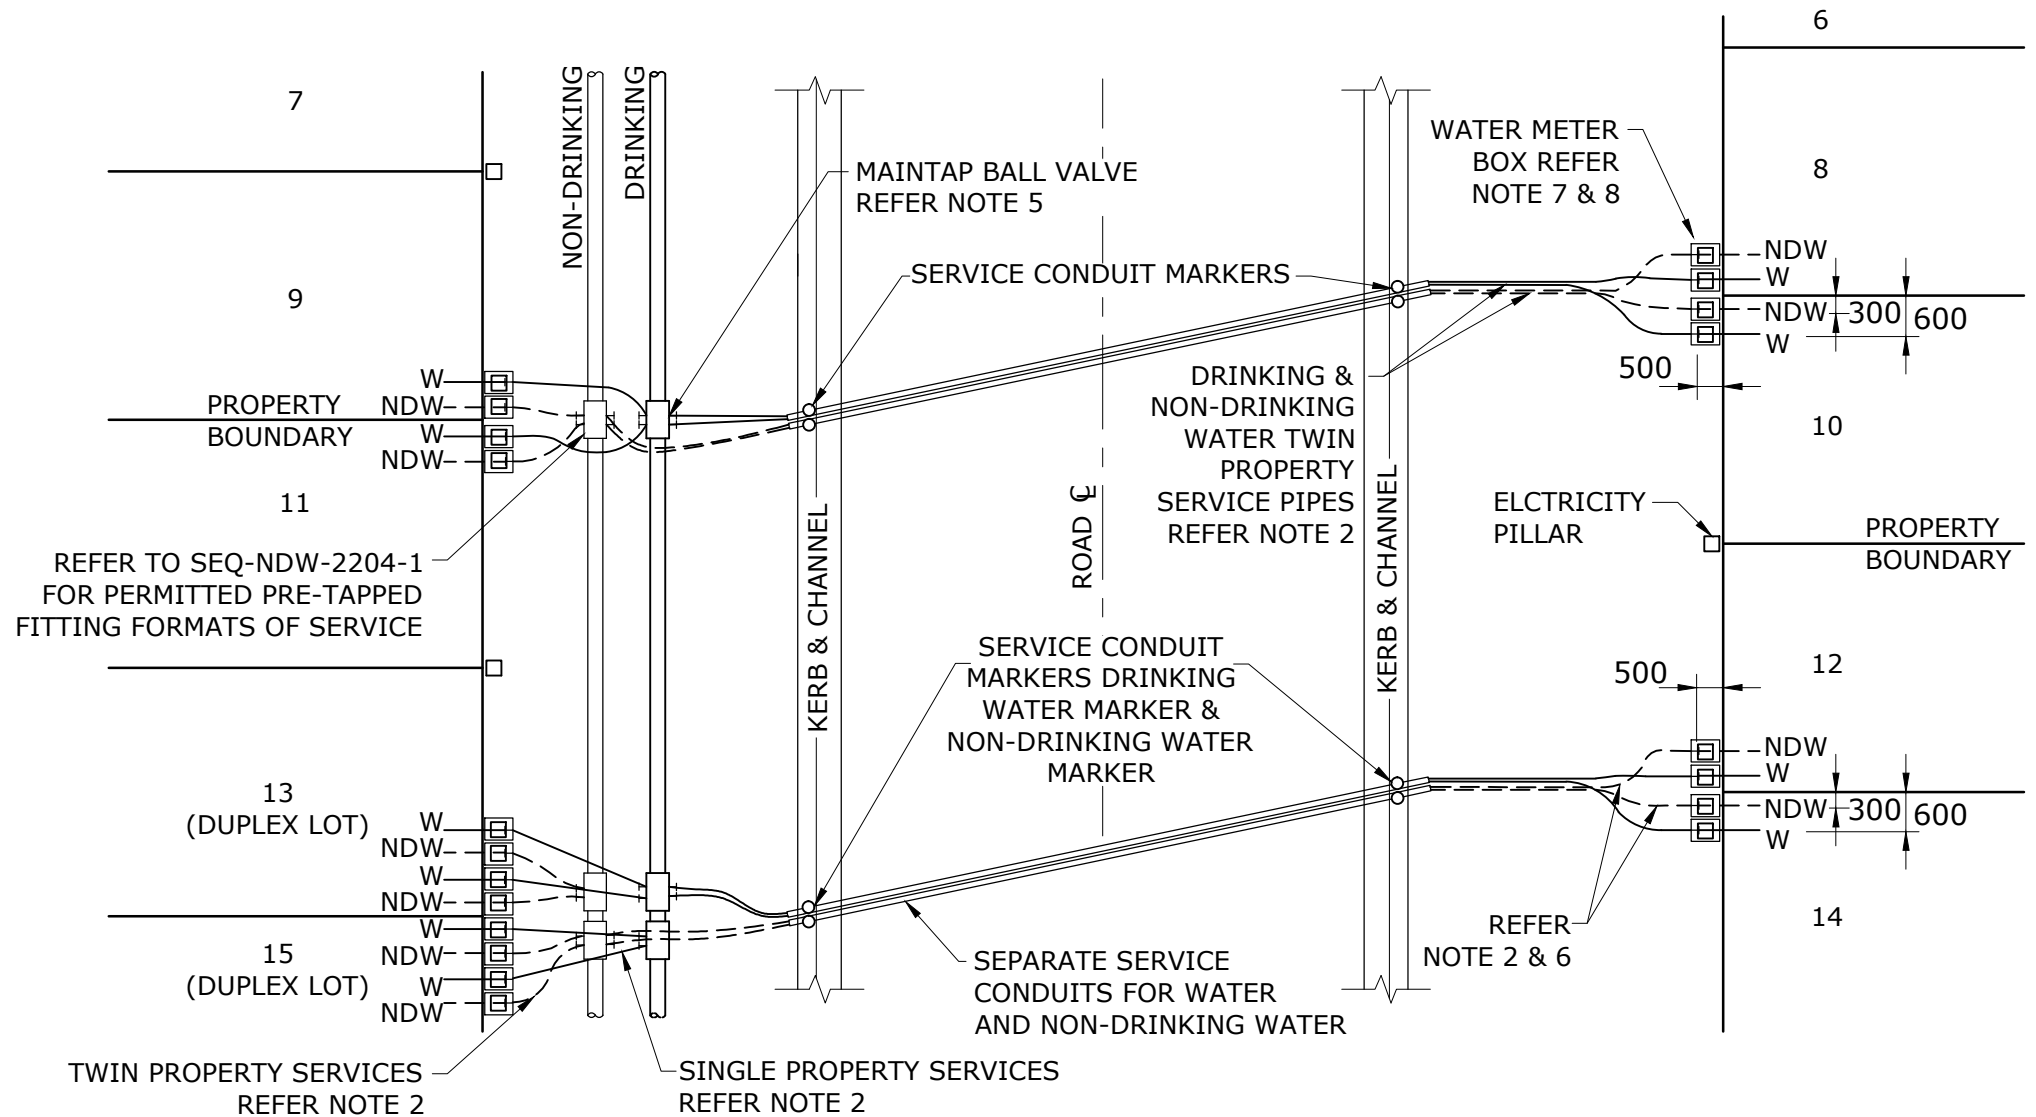 6
7
NON-DRINKING
DRINKING
MAINTAP BALL VALVE
REFER NOTE 5
WATER METER
BOX REFER
NOTE 7 & 8
8
SERVICE CONDUIT MARKERS
NDW
W
NDW
W
300
600
500
9
W
NDW
W
NDW
PROPERTY
BOUNDARY
11
REFER TO SEQ-NDW-2204-1
FOR PERMITTED PRE-TAPPED
FITTING FORMATS OF SERVICE
DRINKING &
NON-DRINKING
WATER TWIN
PROPERTY
SERVICE PIPES
REFER NOTE 2
10
KERB & CHANNEL
ROAD ℄
KERB & CHANNEL
ELCTRICITY
PILLAR
PROPERTY
BOUNDARY
SERVICE CONDUIT
MARKERS DRINKING
WATER MARKER &
NON-DRINKING WATER
MARKER
500
12
NDW
W
NDW
W
300
600
13
(DUPLEX LOT)
W
NDW
W
NDW
15
(DUPLEX LOT)
W
NDW
W
NDW
REFER
NOTE 2 & 6
14
SEPARATE SERVICE
CONDUITS FOR WATER
AND NON-DRINKING WATER
TWIN PROPERTY SERVICES
REFER NOTE 2
SINGLE PROPERTY SERVICES
REFER NOTE 2